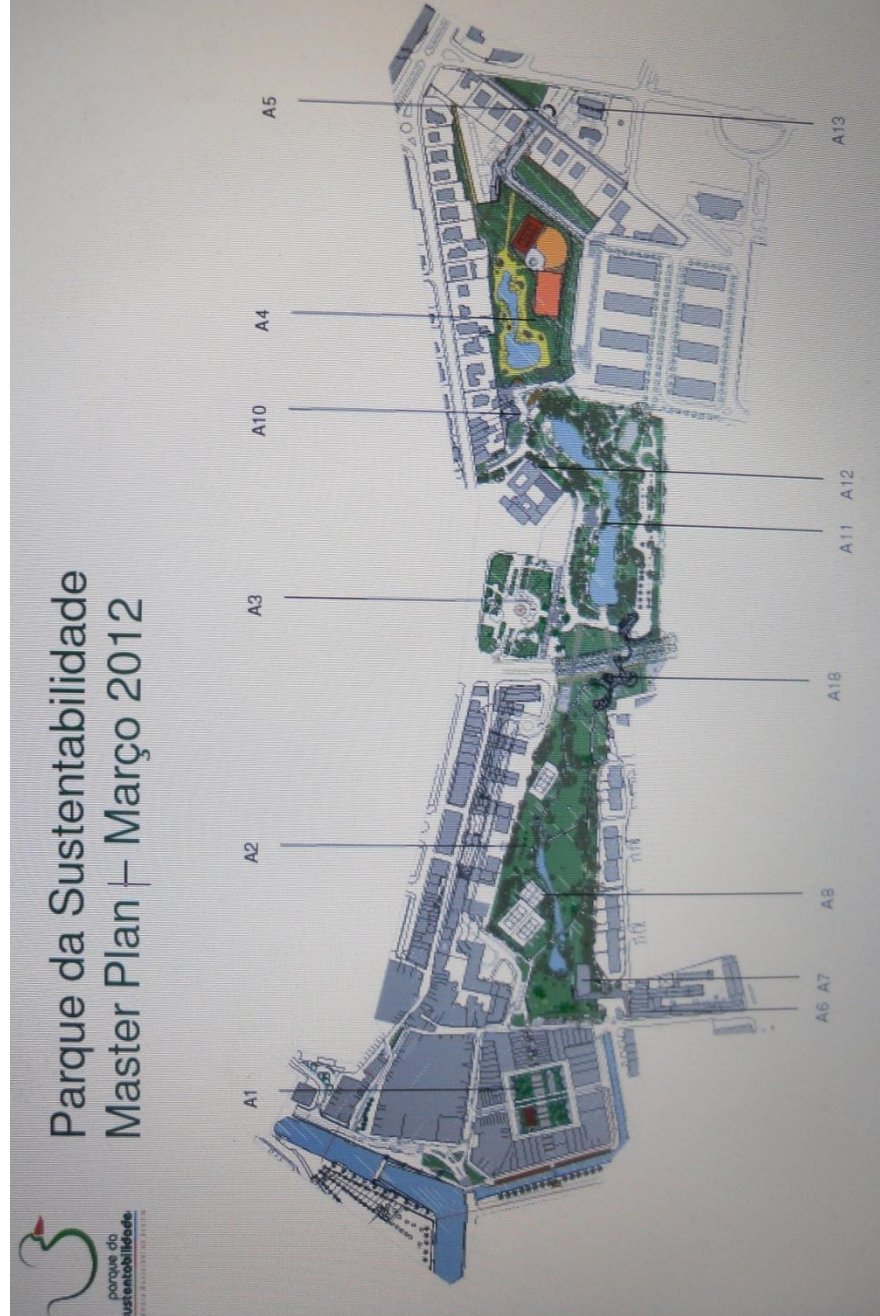 parque da
sustentabilidade
Parque da Sustentabilidade
Master Plan | – Março 2012
A1
A2
A3
A10
A4
A5
A6 A7
A8
A18
A11 A12
A13